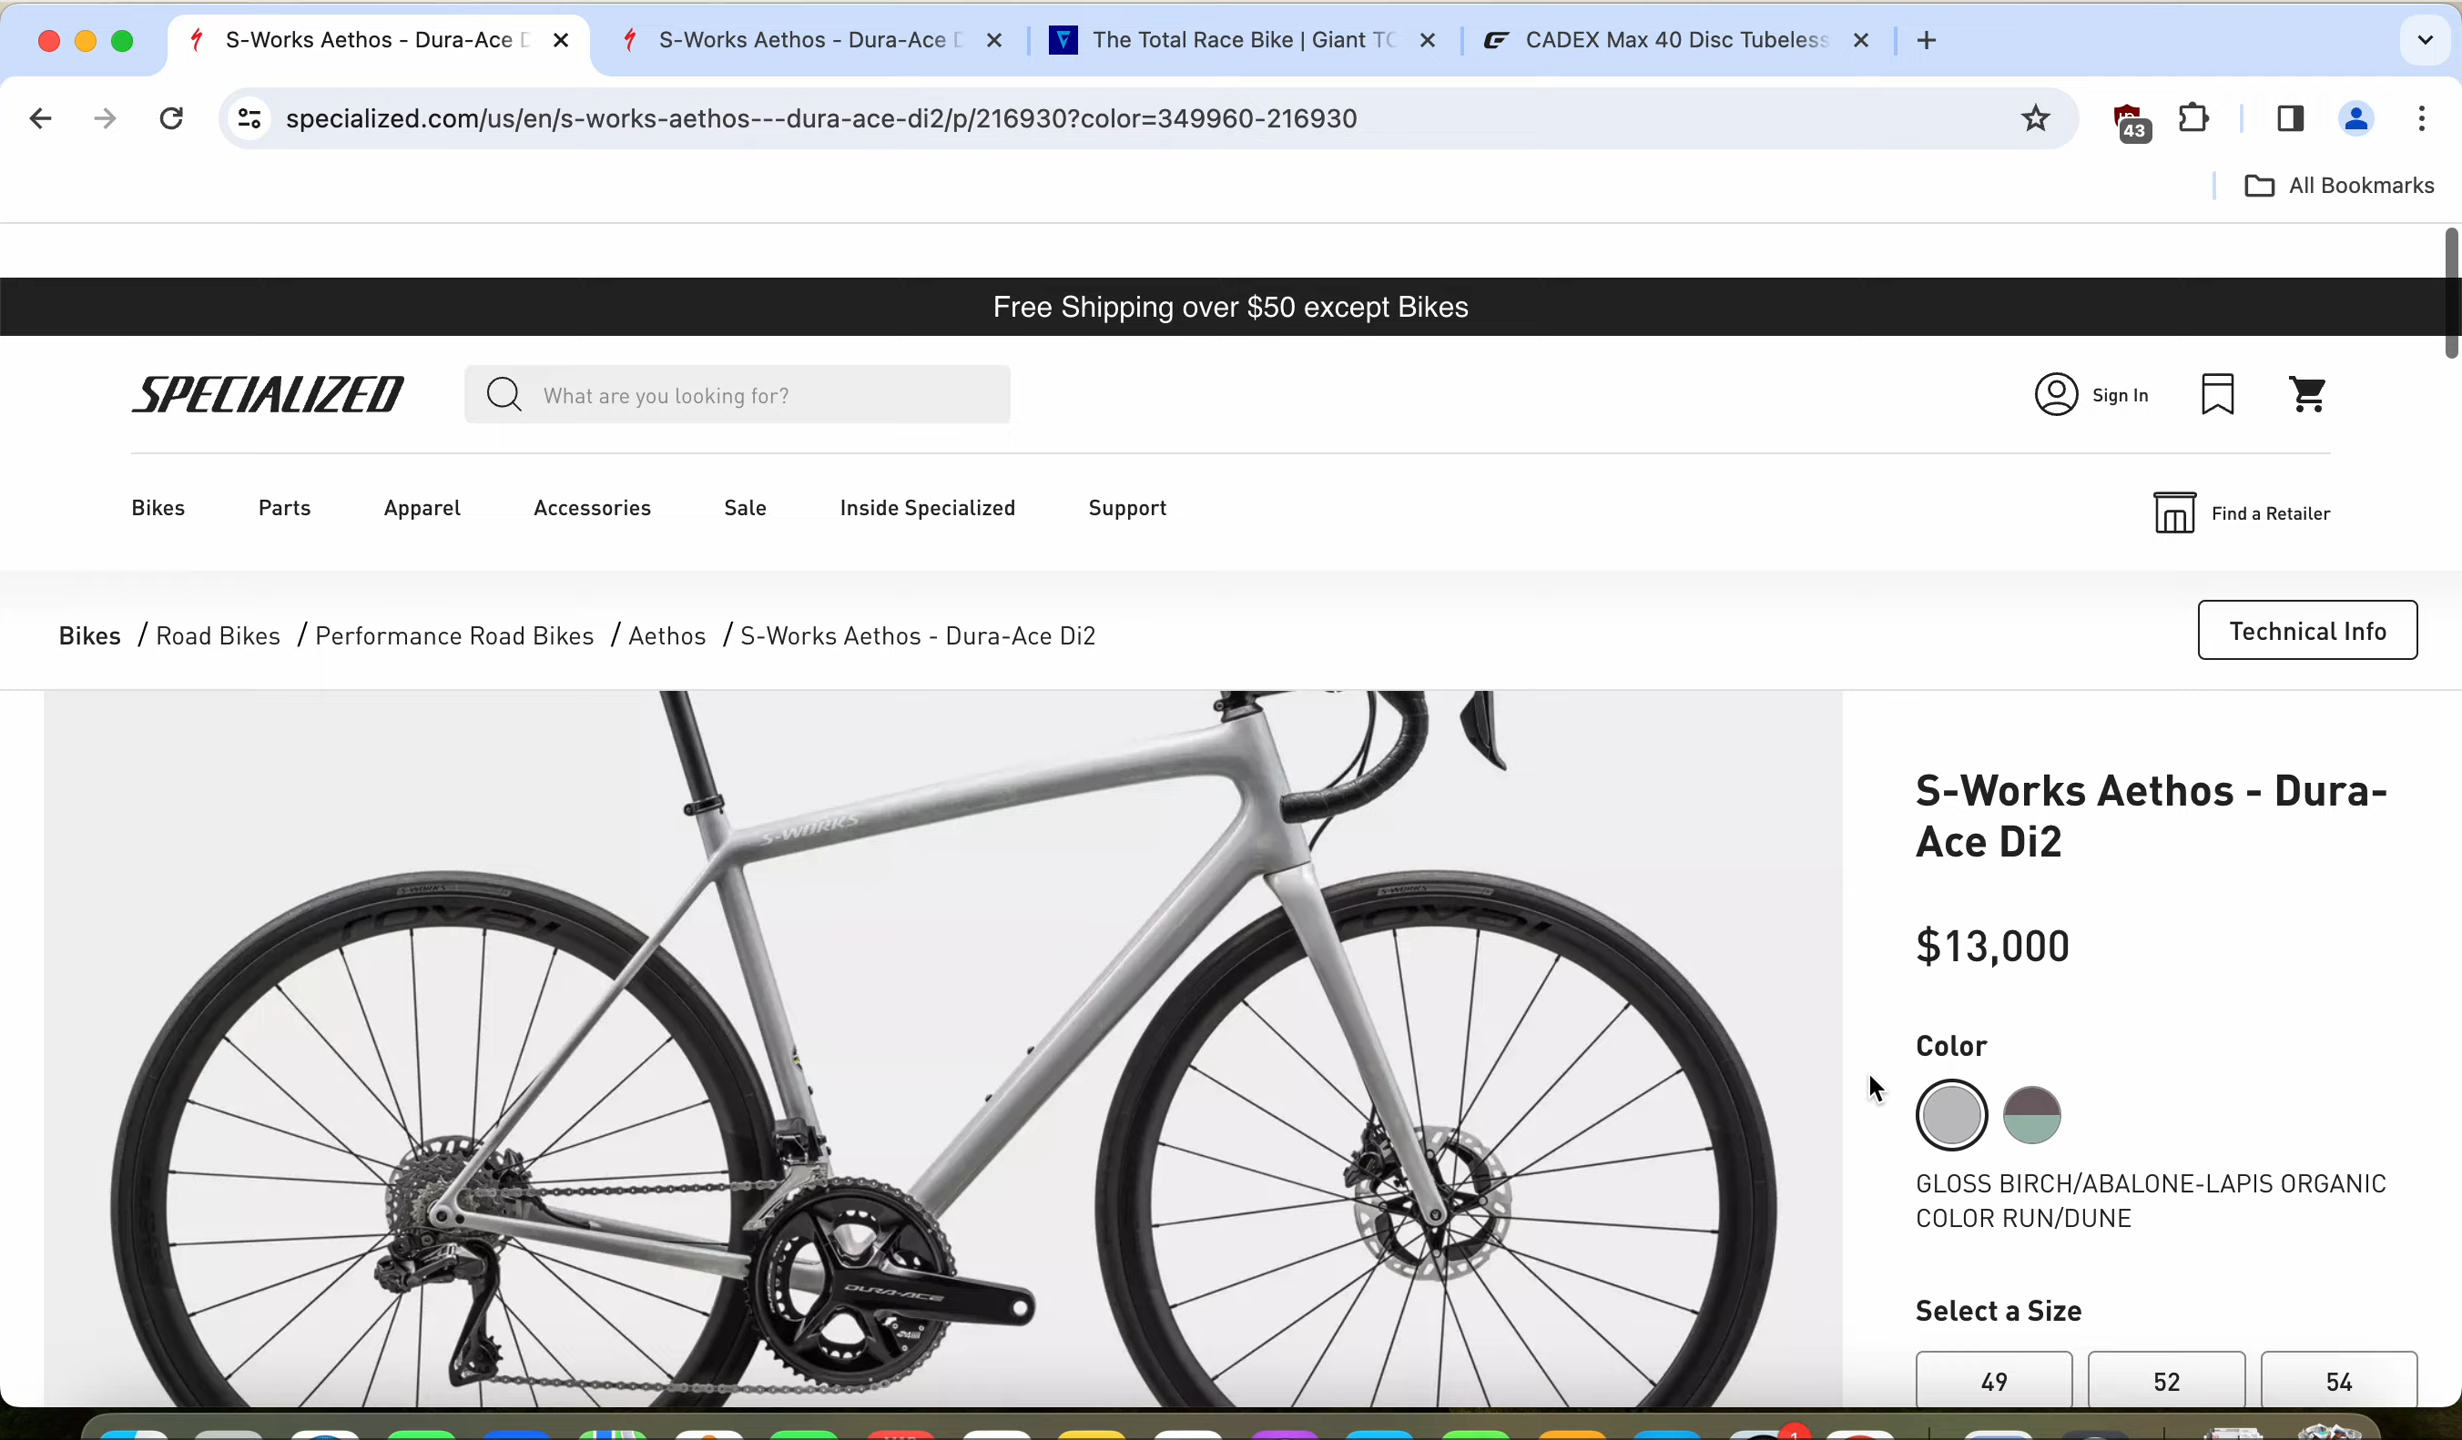 S-Works Aethos - Dura-Ace D
S-Works Aethos - Dura-Ace D
The Total Race Bike | Giant TC
CADEX Max 40 Disc Tubeless
specialized.com/us/en/s-works-aethos---dura-ace-di2/p/216930?color=349960-216930
43
All Bookmarks
Free Shipping over $50 except Bikes
SPECIALIZED
What are you looking for?
Sign In
Bikes
Parts
Apparel
Accessories
Sale
Inside Specialized
Support
Find a Retailer
Bikes / Road Bikes / Performance Road Bikes / Aethos / S-Works Aethos - Dura-Ace Di2
Technical Info
S-WORKS
S-WORKS
S-WORKS
ROVAL
ROVAL
DURA-ACE
S-Works Aethos - Dura-
Ace Di2
$13,000
Color
GLOSS BIRCH/ABALONE-LAPIS ORGANIC
COLOR RUN/DUNE
Select a Size
49
52
54
1